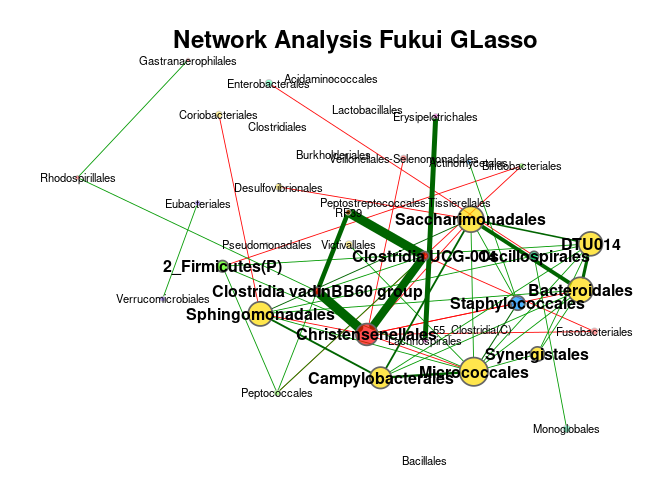 Network Analysis Fukui GLasso
Gastranaerophilales
Acidaminococcales
Enterobacterales
Lactobacillales
Coriobacteriales
Erysipelotrichales
Clostridiales
Burkholderiales
Veillonellales-Selenomonadales
Actinomycetales
Bifidobacteriales
Rhodospirillales
Desulfovibrionales
Eubacteriales
Peptostreptococcales-Tissierellales
RF39
Saccharimonadales
Pseudomonadales
Victivallales
DTU014
Clostridia UCG-014
Oscillospirales
2_Firmicutes(P)
Clostridia vadinBB60 group
Bacteroidales
Verrucomicrobiales
Staphylococcales
Sphingomonadales
Christensenellales
55_Clostridia(C)
Fusobacteriales
Lachnospirales
Synergistales
Micrococcales
Campylobacterales
Peptococcales
Monoglobales
Bacillales